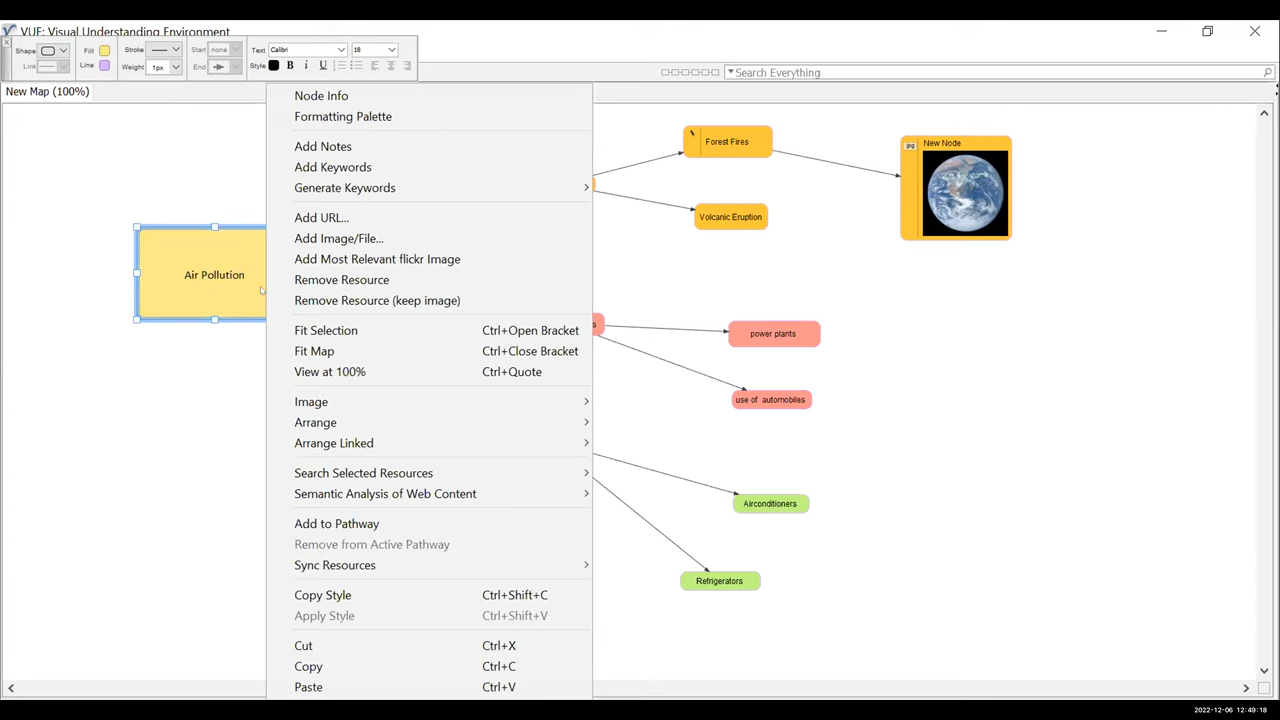 VUE: Visual Understanding Environment
Shape
Fill
Stroke
Start none
Text Calibri 18
Link
Line
Weight 1px
End
Style B i U
Search Everything
New Map (100%)
Node Info
Formatting Palette
Add Notes
Add Keywords
Generate Keywords
Add URL...
Add Image/File...
Add Most Relevant flickr Image
Remove Resource
Remove Resource (keep image)
Fit Selection Ctrl+Open Bracket
Fit Map Ctrl+Close Bracket
View at 100% Ctrl+Quote
Image
Arrange
Arrange Linked
Search Selected Resources
Semantic Analysis of Web Content
Add to Pathway
Remove from Active Pathway
Sync Resources
Copy Style Ctrl+Shift+C
Apply Style Ctrl+Shift+V
Cut Ctrl+X
Copy Ctrl+C
Paste Ctrl+V
Air Pollution
Forest Fires
Volcanic Eruption
jpg New Node
s
power plants
use of automobiles
Airconditioners
Refrigerators
2022-12-06 12:49:18